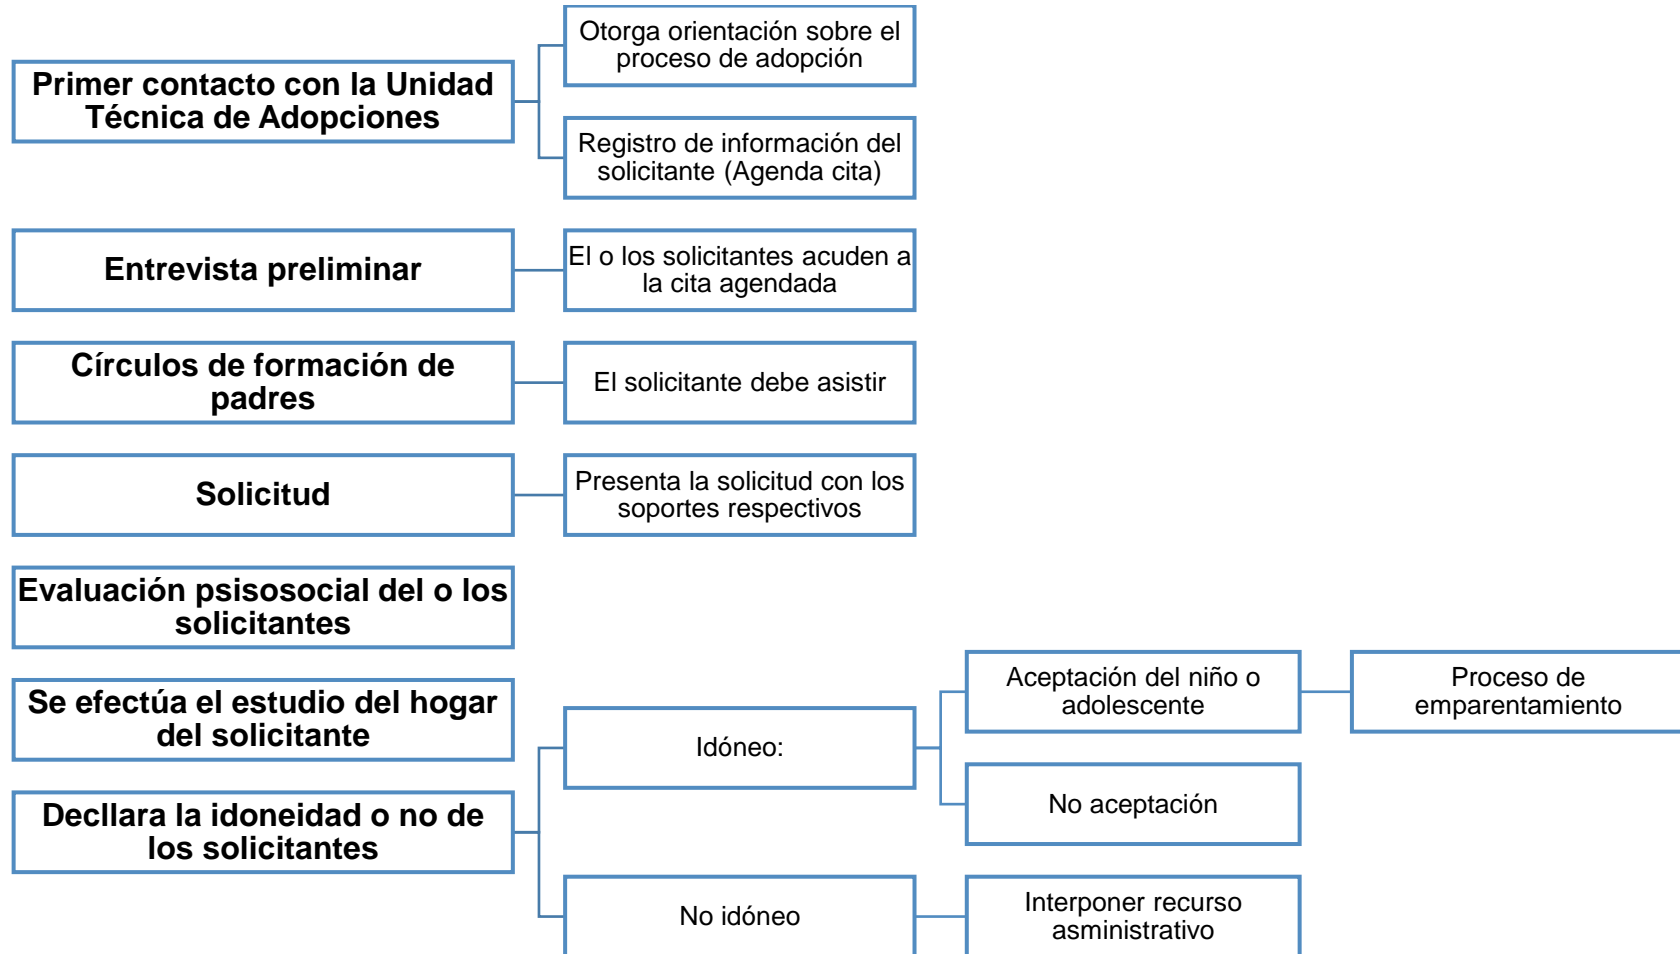 Primer contacto con la Unidad
Técnica de Adopciones
Otorga orientación sobre el
proceso de adopción
Registro de información del
solicitante (Agenda cita)
Entrevista preliminar
El o los solicitantes acuden a
la cita agendada
Círculos de formación de
padres
El solicitante debe asistir
Solicitud
Presenta la solicitud con los
soportes respectivos
Evaluación psisosocial del o los
solicitantes
Se efectúa el estudio del hogar
del solicitante
Decllara la idoneidad o no de
los solicitantes
Idóneo:
Aceptación del niño o
adolescente
Proceso de
emparentamiento
No aceptación
No idóneo
Interponer recurso
asministrativo